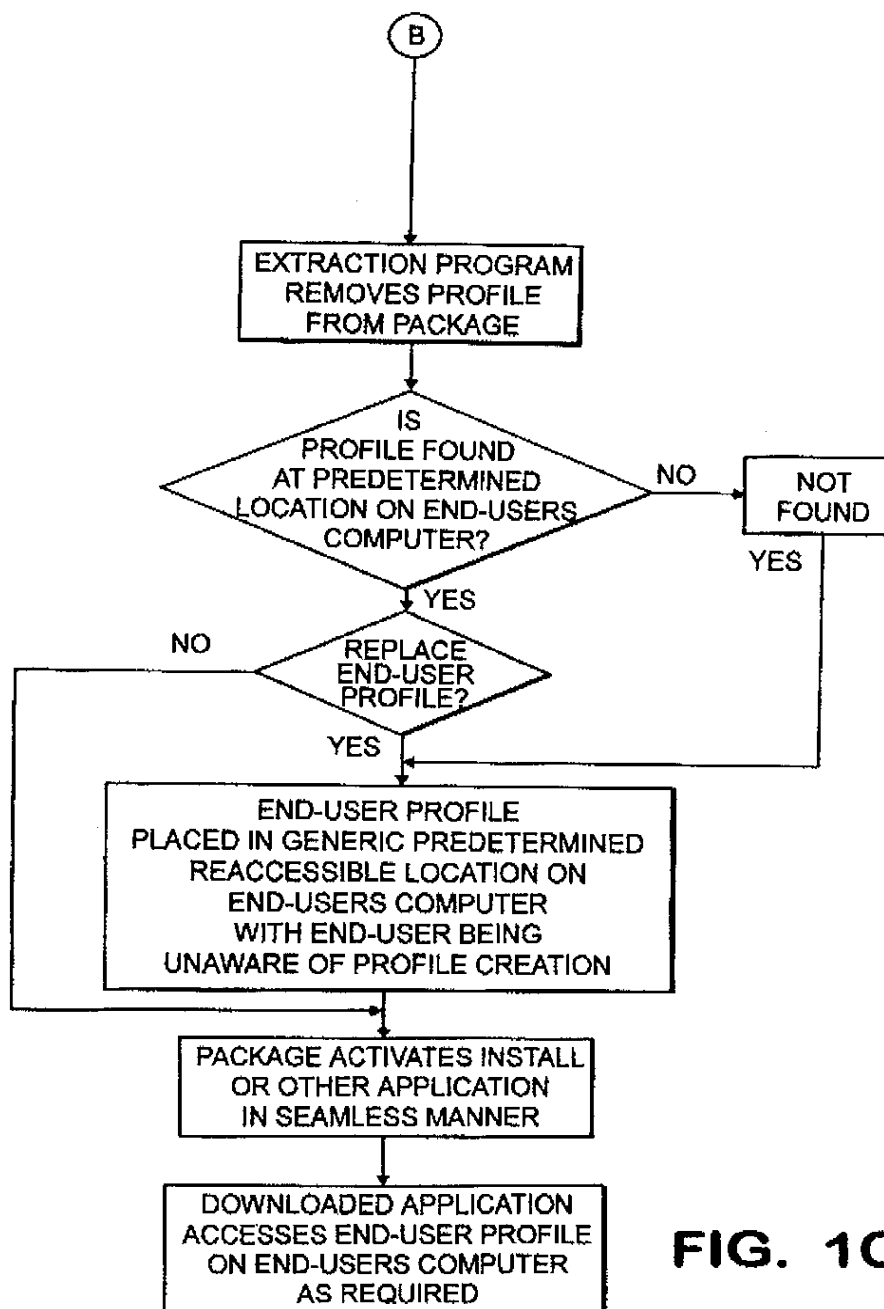 B
EXTRACTION PROGRAM
REMOVES PROFILE
FROM PACKAGE
IS
PROFILE FOUND
AT PREDETERMINED
LOCATION ON END-USERS
COMPUTER?
NO
NOT
FOUND
YES
YES
NO
REPLACE
END-USER
PROFILE?
YES
END-USER PROFILE
PLACED IN GENERIC PREDETERMINED
REACCESSIBLE LOCATION ON
END-USERS COMPUTER
WITH END-USER BEING
UNAWARE OF PROFILE CREATION
PACKAGE ACTIVATES INSTALL
OR OTHER APPLICATION
IN SEAMLESS MANNER
DOWNLOADED APPLICATION
ACCESSES END-USER PROFILE
ON END-USERS COMPUTER
AS REQUIRED
FIG. 1C